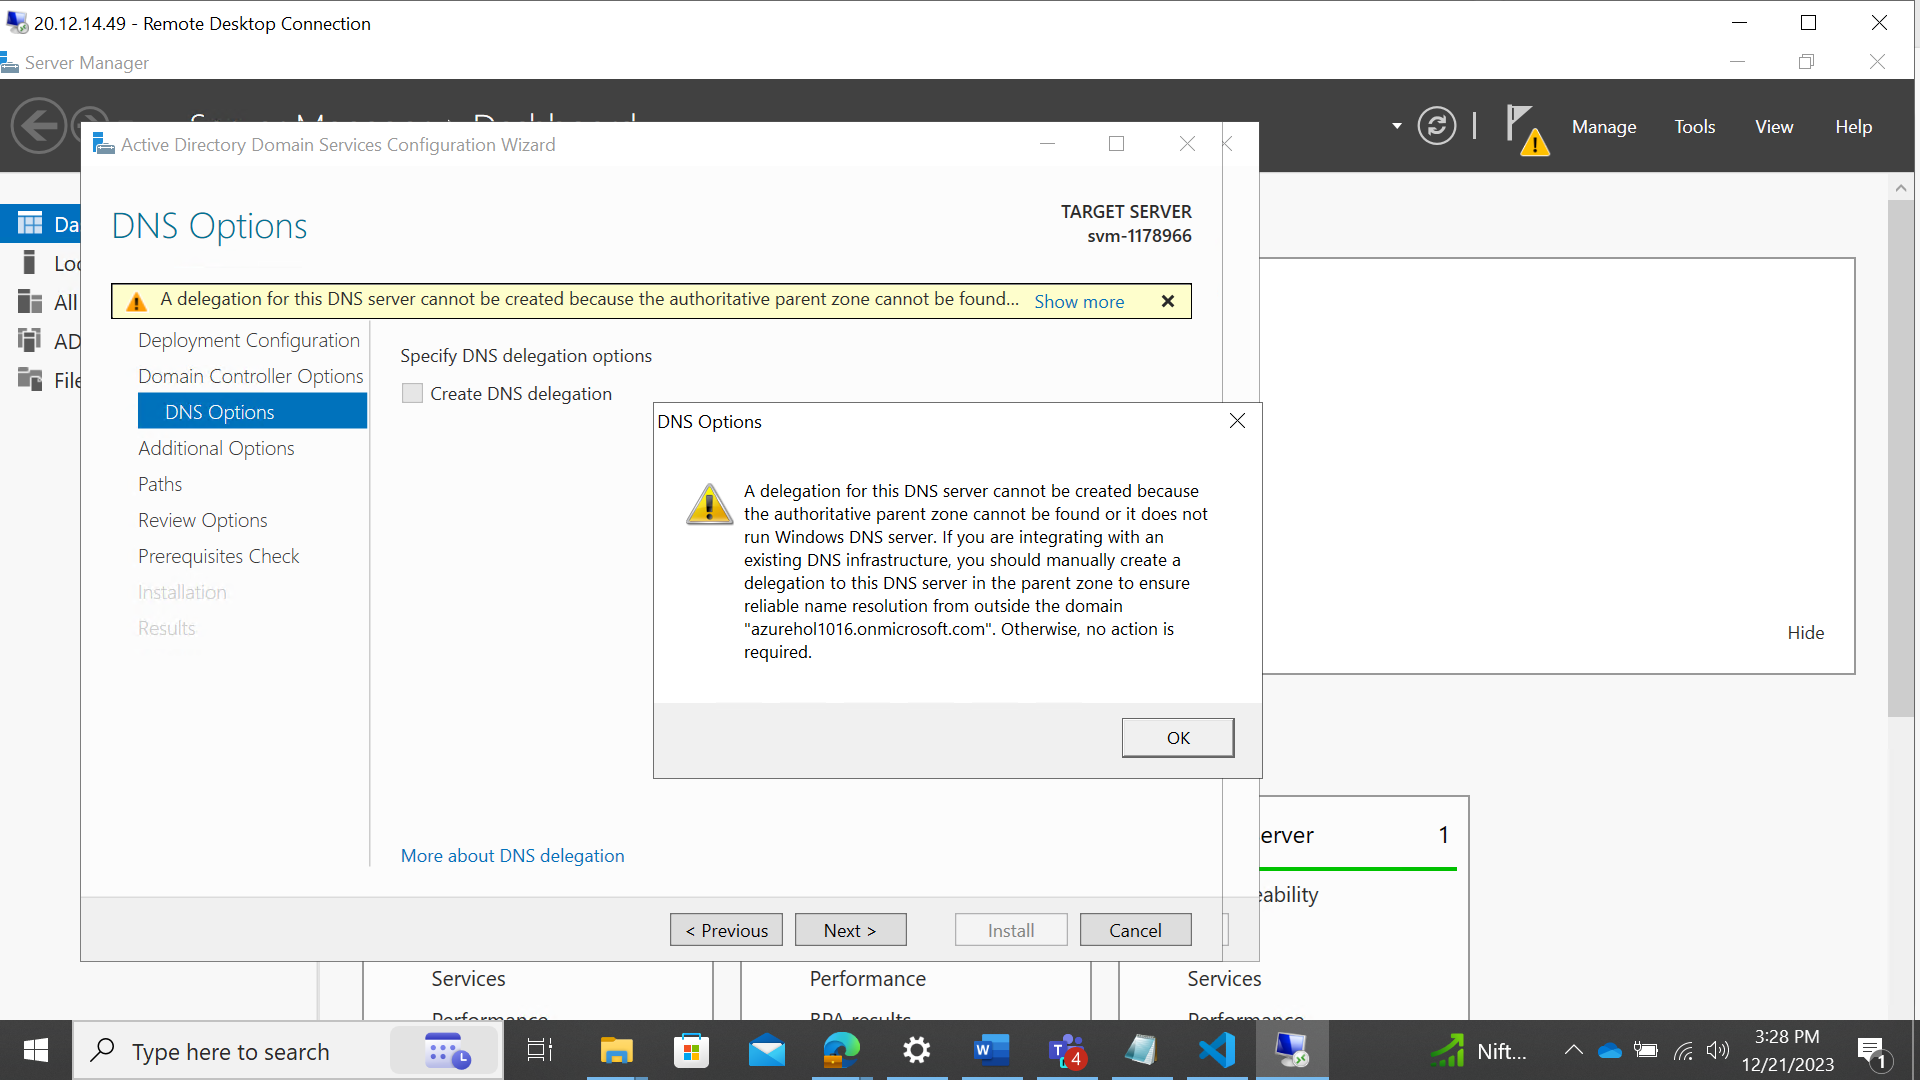 20.12.14.49 - Remote Desktop Connection
Server Manager
Manage
Tools
View
Help
Active Directory Domain Services Configuration Wizard
DNS Options
TARGET SERVER
svm-1178966
A delegation for this DNS server cannot be created because the authoritative parent zone cannot be found...
Show more
Da
Loc
All
AD
File
Deployment Configuration
Domain Controller Options
DNS Options
Additional Options
Paths
Review Options
Prerequisites Check
Installation
Results
Specify DNS delegation options
Create DNS delegation
DNS Options
A delegation for this DNS server cannot be created because
the authoritative parent zone cannot be found or it does not
run Windows DNS server. If you are integrating with an
existing DNS infrastructure, you should manually create a
delegation to this DNS server in the parent zone to ensure
reliable name resolution from outside the domain
"azurehol1016.onmicrosoft.com". Otherwise, no action is
required.
OK
Hide
More about DNS delegation
erver
1
eability
< Previous
Next >
Install
Cancel
Services
Performance
Services
Performance
BPA results
Performance
Type here to search
4
Nift...
3:28 PM
12/21/2023
1